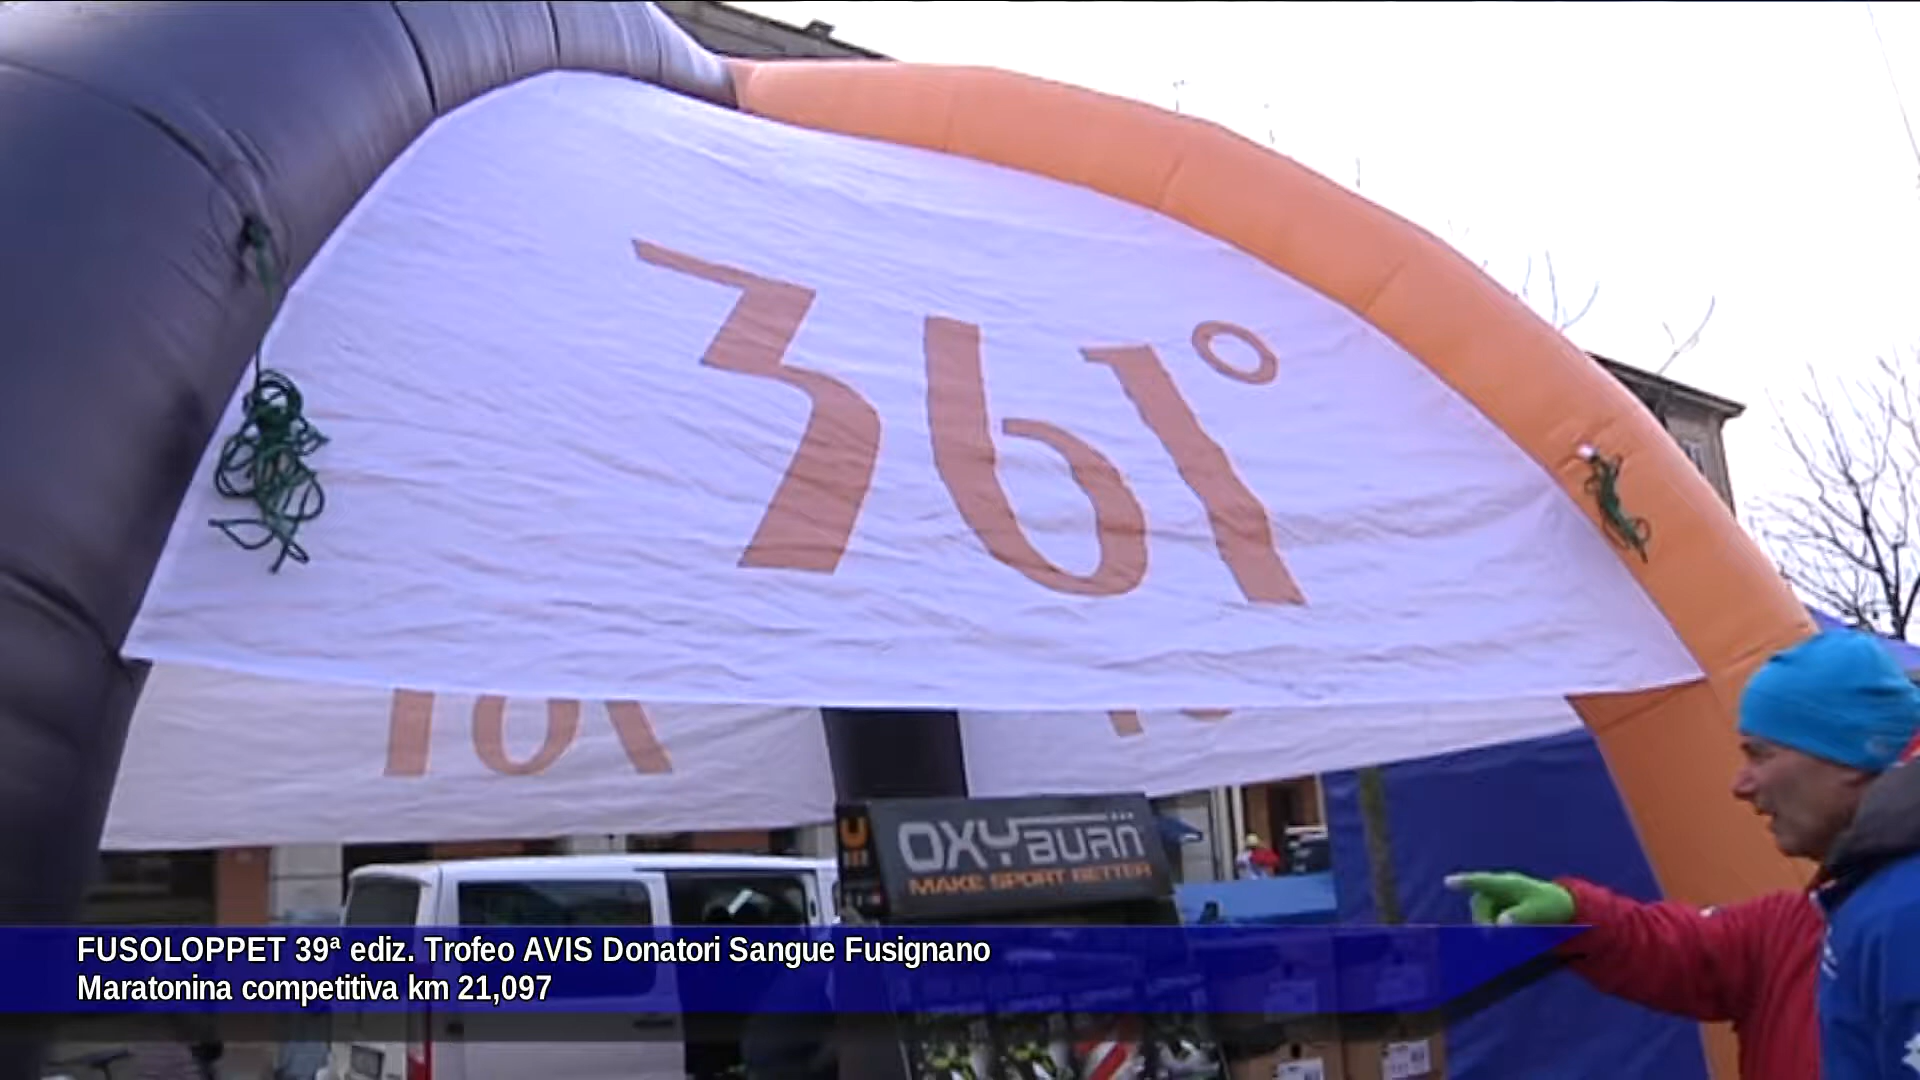 361°
OXYBURN
MAKE SPORT BETTER
FUSOLOPPET 39ª ediz. Trofeo AVIS Donatori Sangue Fusignano
Maratonina competitiva km 21,097